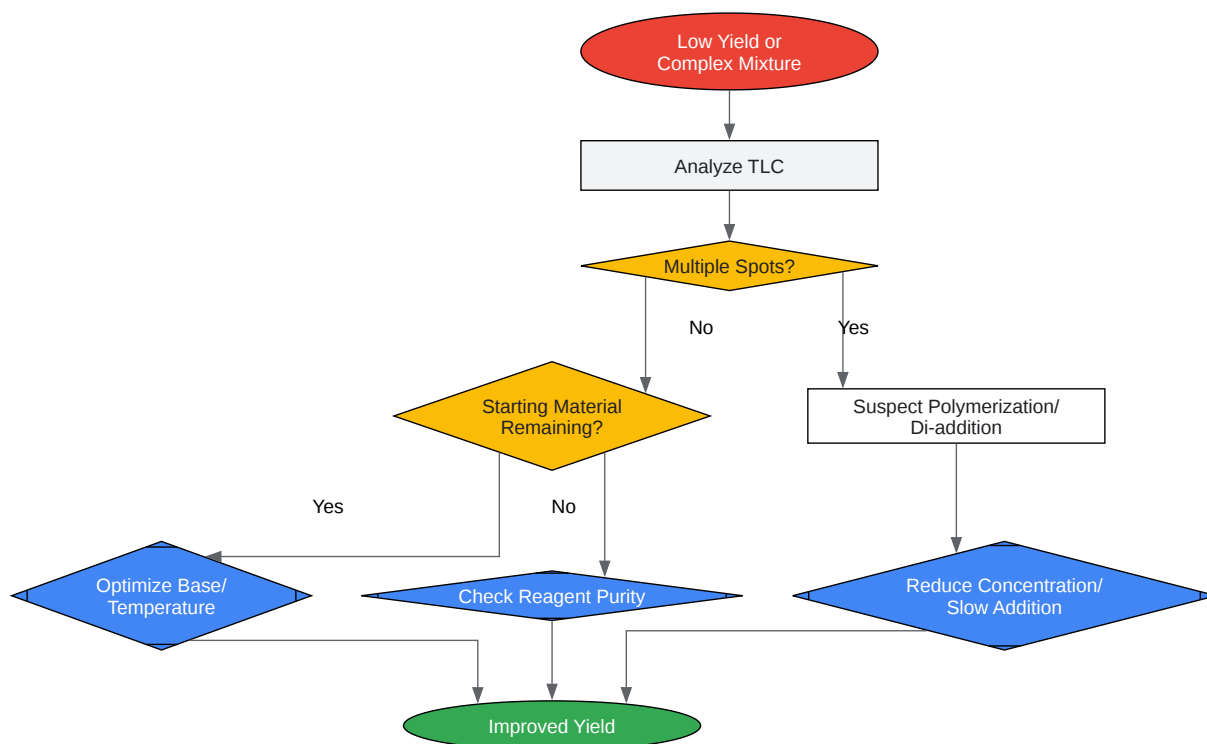 Low Yield or
Complex Mixture
Analyze TLC
Multiple Spots?
No
Yes
Starting Material
Remaining?
Suspect Polymerization/
Di-addition
Yes
No
Optimize Base/
Temperature
Check Reagent Purity
Reduce Concentration/
Slow Addition
Improved Yield